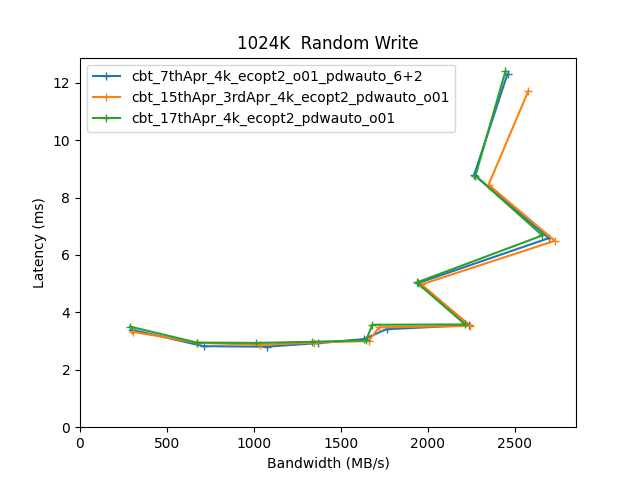 1024K  Random Write
cbt_7thApr_4k_ecopt2_o01_pdwauto_6+2
cbt_15thApr_3rdApr_4k_ecopt2_pdwauto_o01
cbt_17thApr_4k_ecopt2_pdwauto_o01
Latency (ms)
12
10
8
6
4
2
0
0 500 1000 1500 2000 2500
Bandwidth (MB/s)